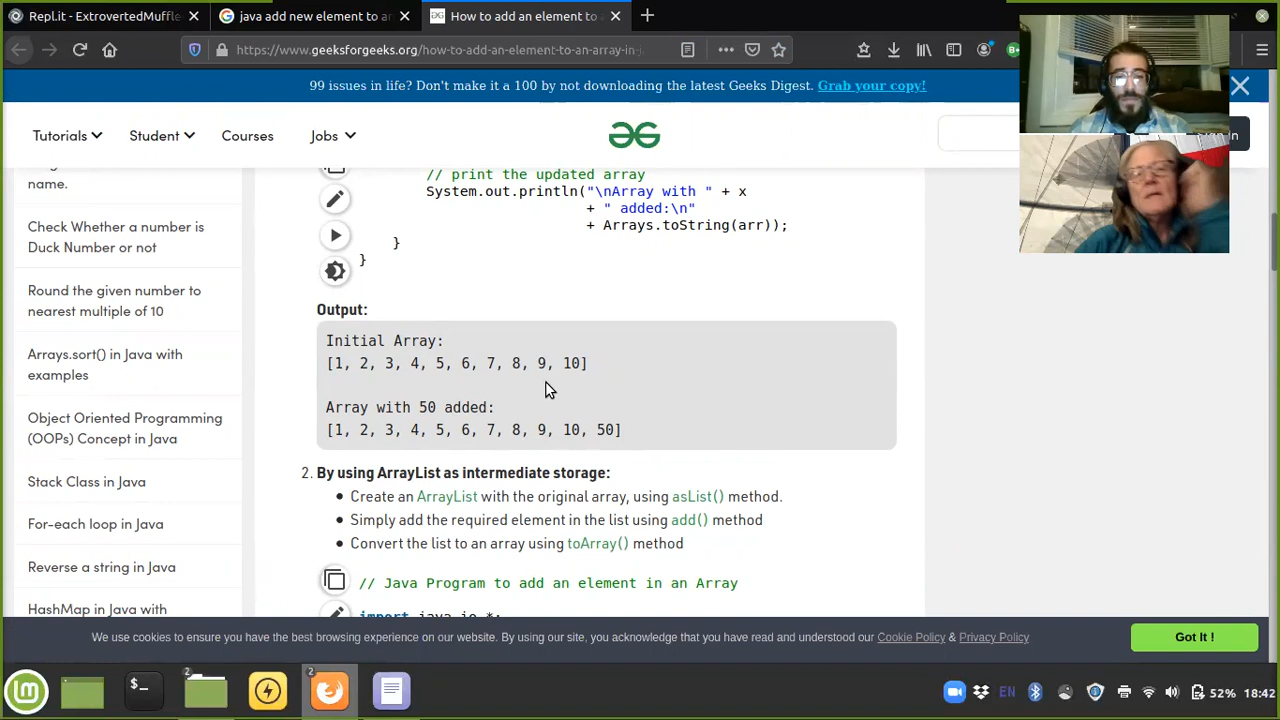 Repl.it - ExtrovertedMuffle
java add new element to ar
How to add an element to a
https://www.geeksforgeeks.org/how-to-add-an-element-to-an-array-in-j
99 issues in life? Don't make it a 100 by not downloading the latest Geeks Digest. Grab your copy!
Tutorials Student Courses Jobs
Sign In
name.
Check Whether a number is
Duck Number or not
Round the given number to
nearest multiple of 10
Arrays.sort() in Java with
examples
Object Oriented Programming
(OOPs) Concept in Java
Stack Class in Java
For-each loop in Java
Reverse a string in Java
HashMap in Java with
// print the updated array
System.out.println("\nArray with " + x
+ " added:\n"
+ Arrays.toString(arr));
}
}
Output:
Initial Array:
[1, 2, 3, 4, 5, 6, 7, 8, 9, 10]
Array with 50 added:
[1, 2, 3, 4, 5, 6, 7, 8, 9, 10, 50]
2. By using ArrayList as intermediate storage:
Create an ArrayList with the original array, using asList() method.
Simply add the required element in the list using add() method
Convert the list to an array using toArray() method
// Java Program to add an element in an Array
import java.io.*;
We use cookies to ensure you have the best browsing experience on our website. By using our site, you acknowledge that you have read and understood our Cookie Policy & Privacy Policy
Got It !
2
2
EN
52%
18:42